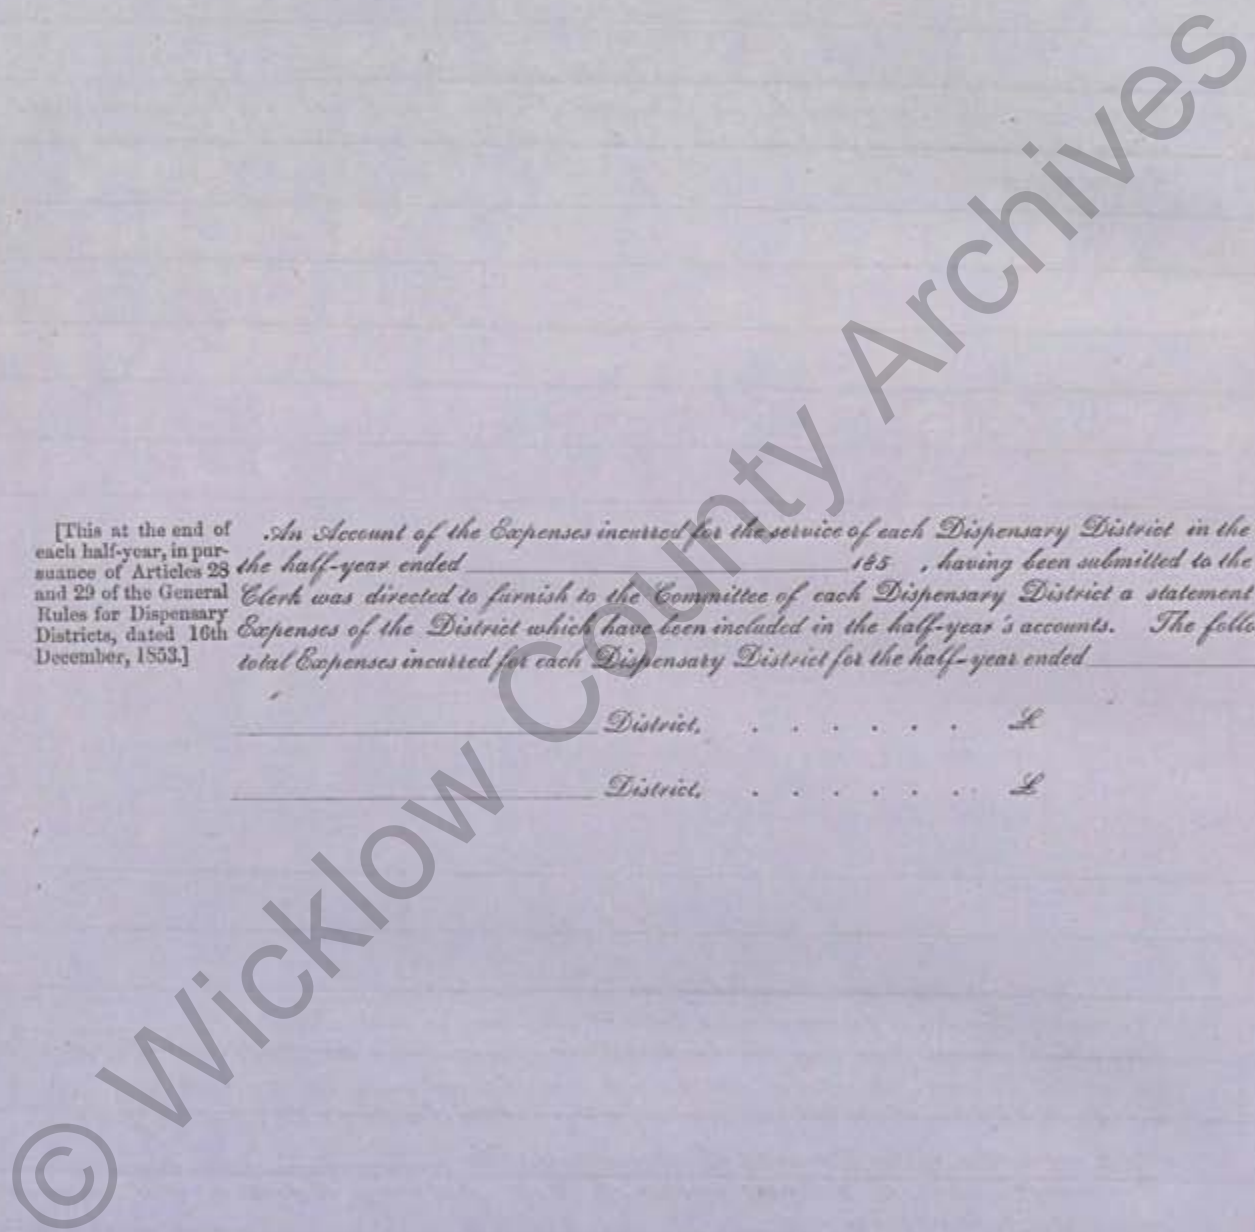 [This at the end of
each half-year, in pur-
suance of Articles 28
and 29 of the General
Rules for Dispensary
Districts, dated 16th
December, 1853.]
An Account of the Expenses incurred for the service of each Dispensary District in the
the half-year ended 185 , having been submitted to the
Clerk was directed to furnish to the Committee of each Dispensary District a statement
Expenses of the District which have been included in the half-year's accounts. The follo
total Expenses incurred for each Dispensary District for the half-year ended
District, . . . . . . £
District, . . . . . . £
© Wicklow County Archives